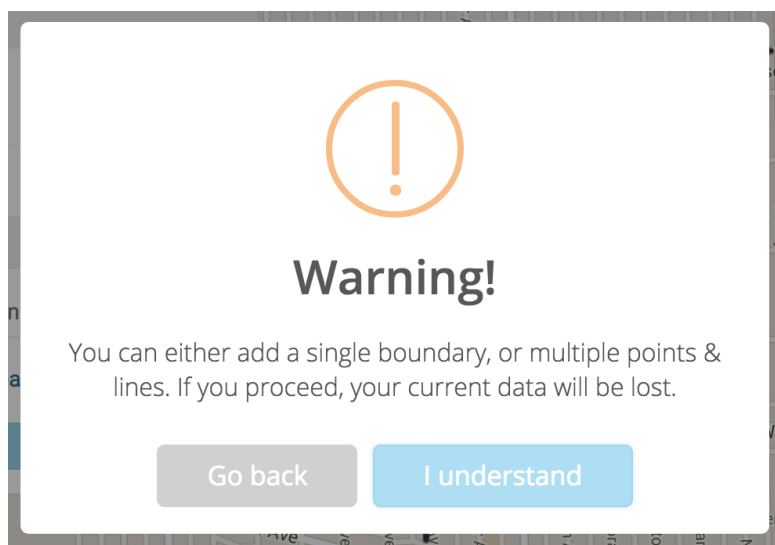 Warning!
You can either add a single boundary, or multiple points &
lines. If you proceed, your current data will be lost.
Go back
I understand
Ave